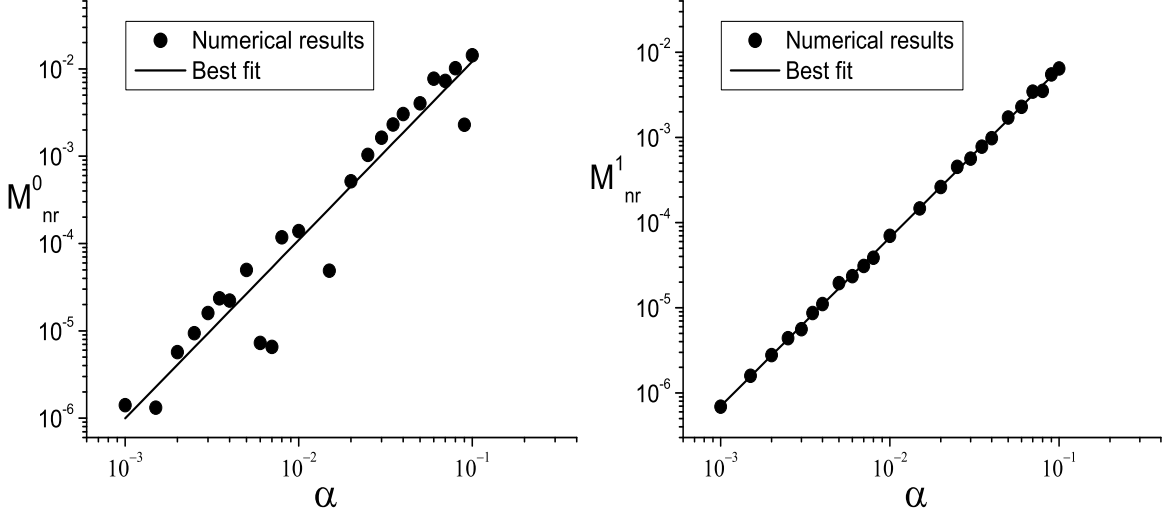 Numerical results
Best fit
10⁻²
10⁻³
10⁻⁴
10⁻⁵
10⁻⁶
M⁰nr
10⁻³ 10⁻² 10⁻¹
α
Numerical results
Best fit
10⁻²
10⁻³
10⁻⁴
10⁻⁵
10⁻⁶
M¹nr
10⁻³ 10⁻² 10⁻¹
α